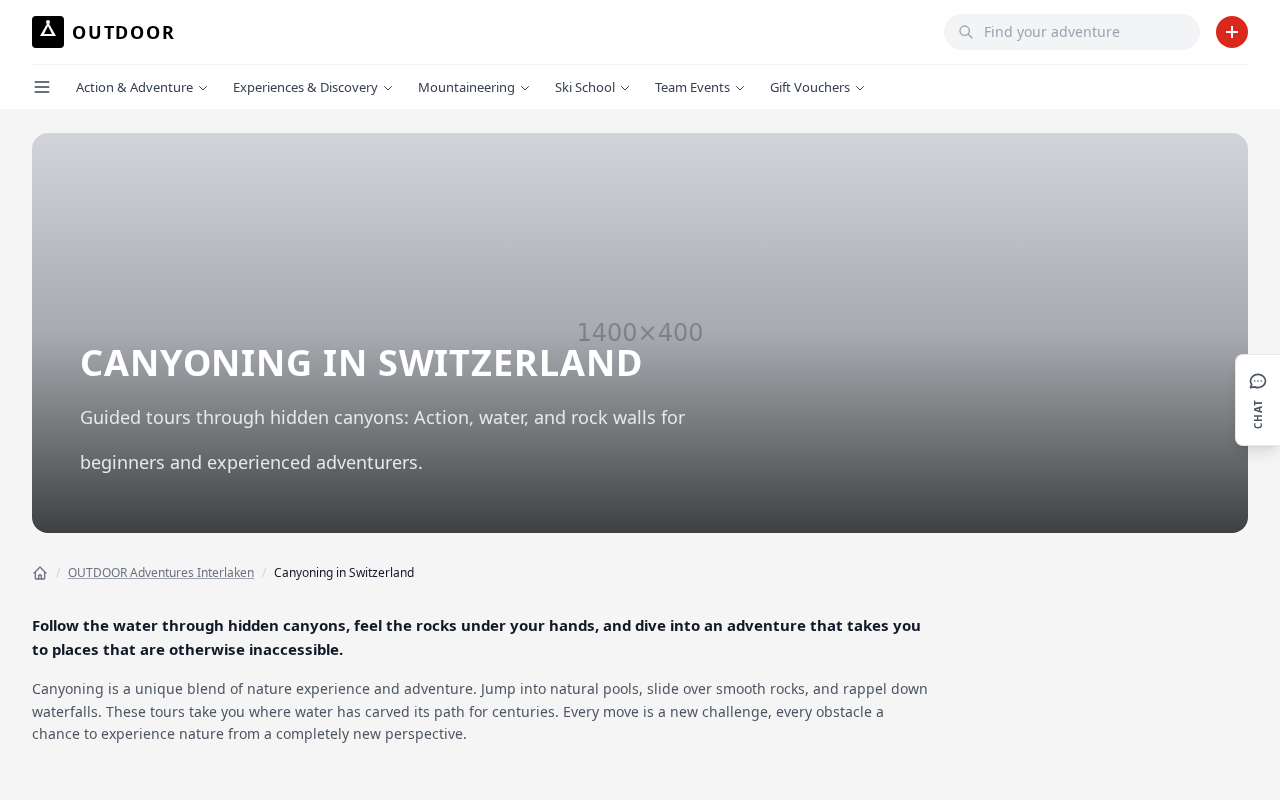 OUTDOOR
Find your adventure
Action & Adventure
Experiences & Discovery
Mountaineering
Ski School
Team Events
Gift Vouchers
1400×400
CANYONING IN SWITZERLAND
Guided tours through hidden canyons: Action, water, and rock walls for
beginners and experienced adventurers.
CHAT
/ OUTDOOR Adventures Interlaken / Canyoning in Switzerland
Follow the water through hidden canyons, feel the rocks under your hands, and dive into an adventure that takes you
to places that are otherwise inaccessible.
Canyoning is a unique blend of nature experience and adventure. Jump into natural pools, slide over smooth rocks, and rappel down
waterfalls. These tours take you where water has carved its path for centuries. Every move is a new challenge, every obstacle a
chance to experience nature from a completely new perspective.